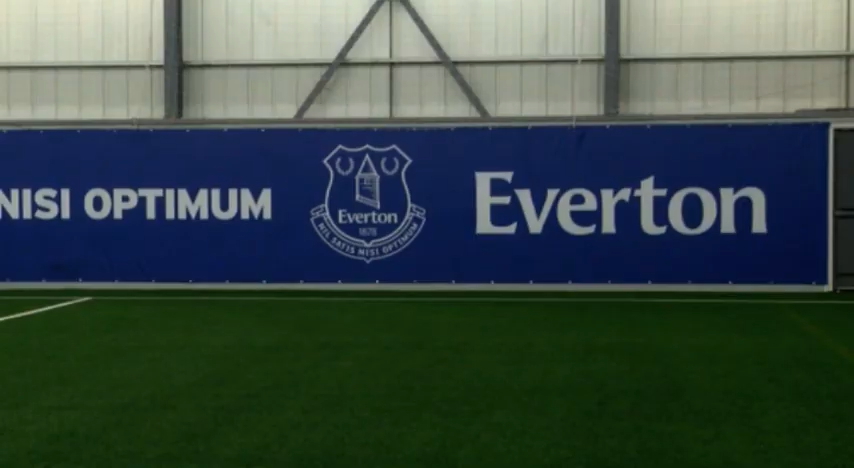 NISI OPTIMUM
Everton
1878
NIL SATIS NISI OPTIMUM
Everton